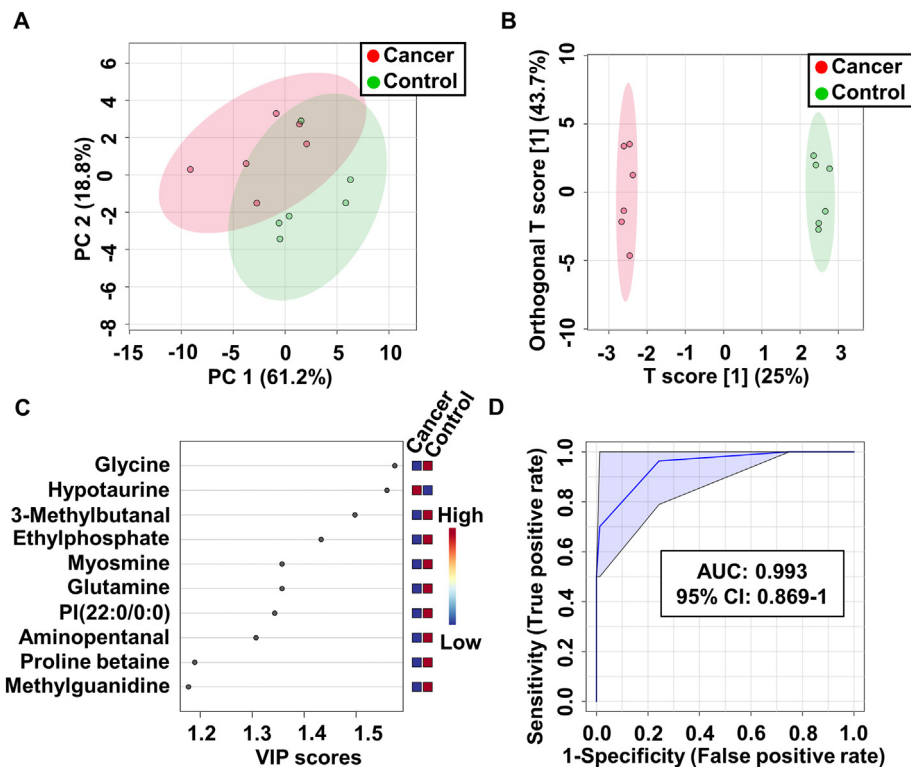 A
Cancer
Control
6
4
2
0
-2
-4
-6
-8
PC 2 (18.8%)
-15
-10
-5
0
5
10
PC 1 (61.2%)
B
Cancer
Control
10
5
0
-5
-10
Orthogonal T score [1] (43.7%)
-3
-2
-1
0
1
2
3
T score [1] (25%)
C
Cancer
Control
Glycine
Hypotaurine
3-Methylbutanal
Ethylphosphate
Myosmine
Glutamine
PI(22:0/0:0)
Aminopentanal
Proline betaine
Methylguanidine
High
Low
1.2
1.3
1.4
1.5
VIP scores
D
1.0
0.8
0.6
0.4
0.2
0.0
Sensitivity (True positive rate)
AUC: 0.993
95% CI: 0.869-1
0.0
0.2
0.4
0.6
0.8
1.0
1-Specificity (False positive rate)